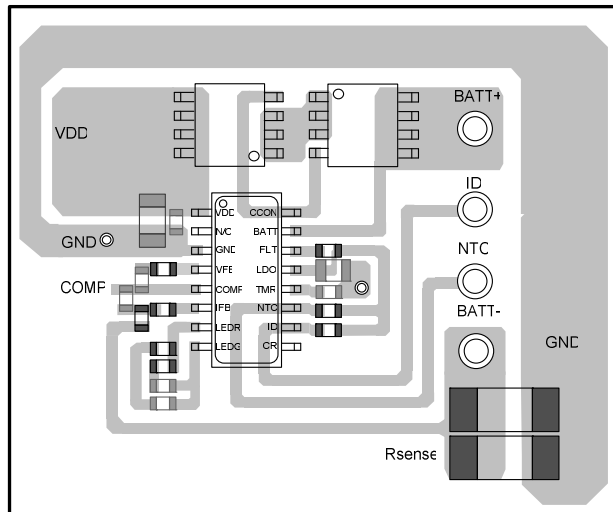 BATT+
VDD
ID
VDD CCON
N/C BATT
GND
GND FLT
NTC
VFB LDO
COMP
COMP TMR
IFB NTC
BATT-
LEDR ID
GND
LEDG CR
Rsense